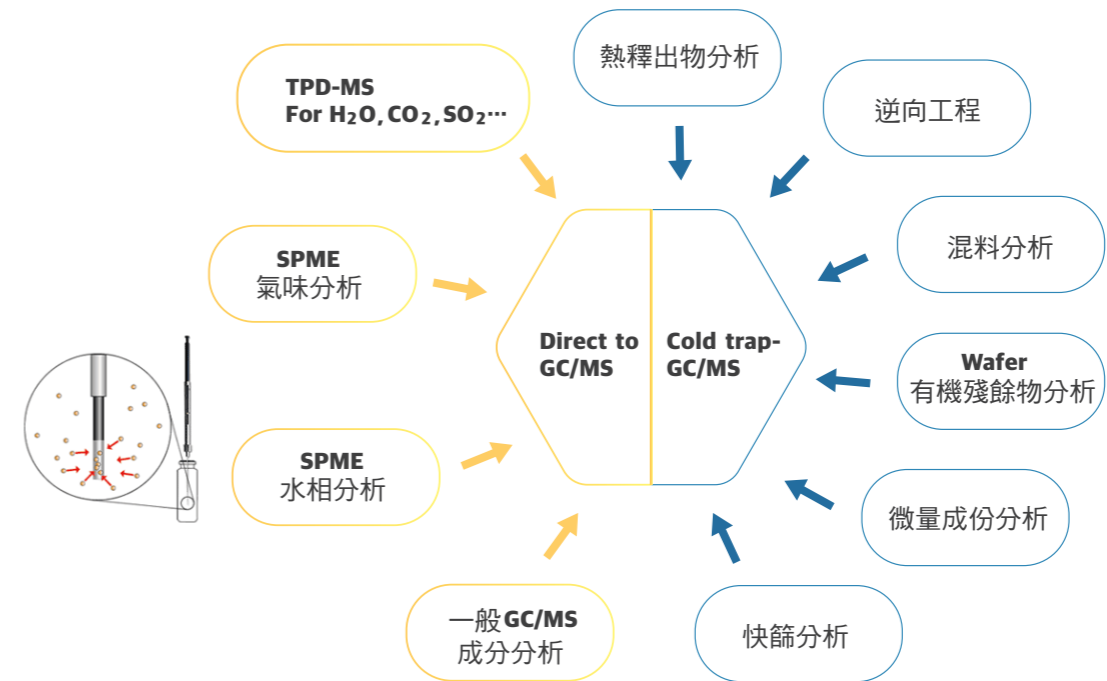 熱釋出物分析
TPD-MS
For H₂O, CO₂, SO₂…
逆向工程
SPME
氣味分析
混料分析
Direct to
GC/MS
Cold trap-
GC/MS
Wafer
有機殘餘物分析
SPME
水相分析
微量成份分析
一般GC/MS
成分分析
快篩分析